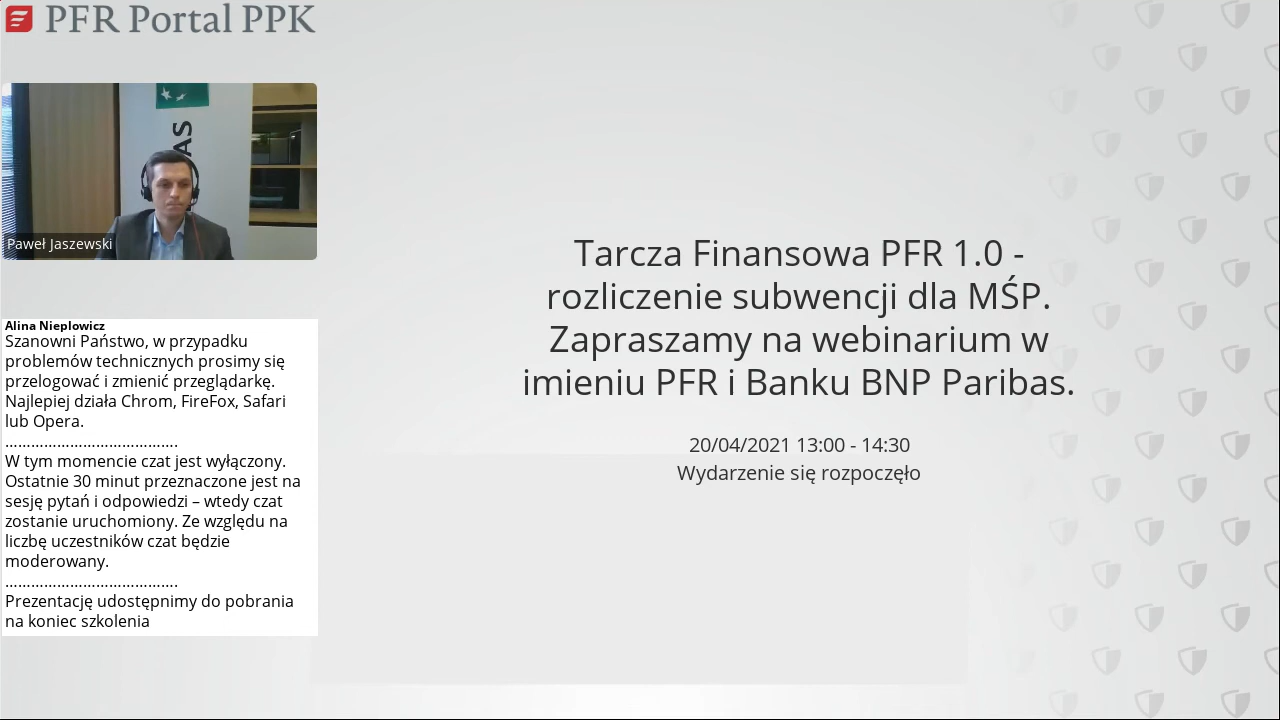 PFR Portal PPK
AS
Paweł Jaszewski
Alina Nieplowicz
Szanowni Państwo, w przypadku
problemów technicznych prosimy się
przelogować i zmienić przeglądarkę.
Najlepiej działa Chrom, FireFox, Safari
lub Opera.
…………………………………
W tym momencie czat jest wyłączony.
Ostatnie 30 minut przeznaczone jest na
sesję pytań i odpowiedzi – wtedy czat
zostanie uruchomiony. Ze względu na
liczbę uczestników czat będzie
moderowany.
…………………………………
Prezentację udostępnimy do pobrania
na koniec szkolenia
Tarcza Finansowa PFR 1.0 -
rozliczenie subwencji dla MŚP.
Zapraszamy na webinarium w
imieniu PFR i Banku BNP Paribas.
20/04/2021 13:00 - 14:30
Wydarzenie się rozpoczęło